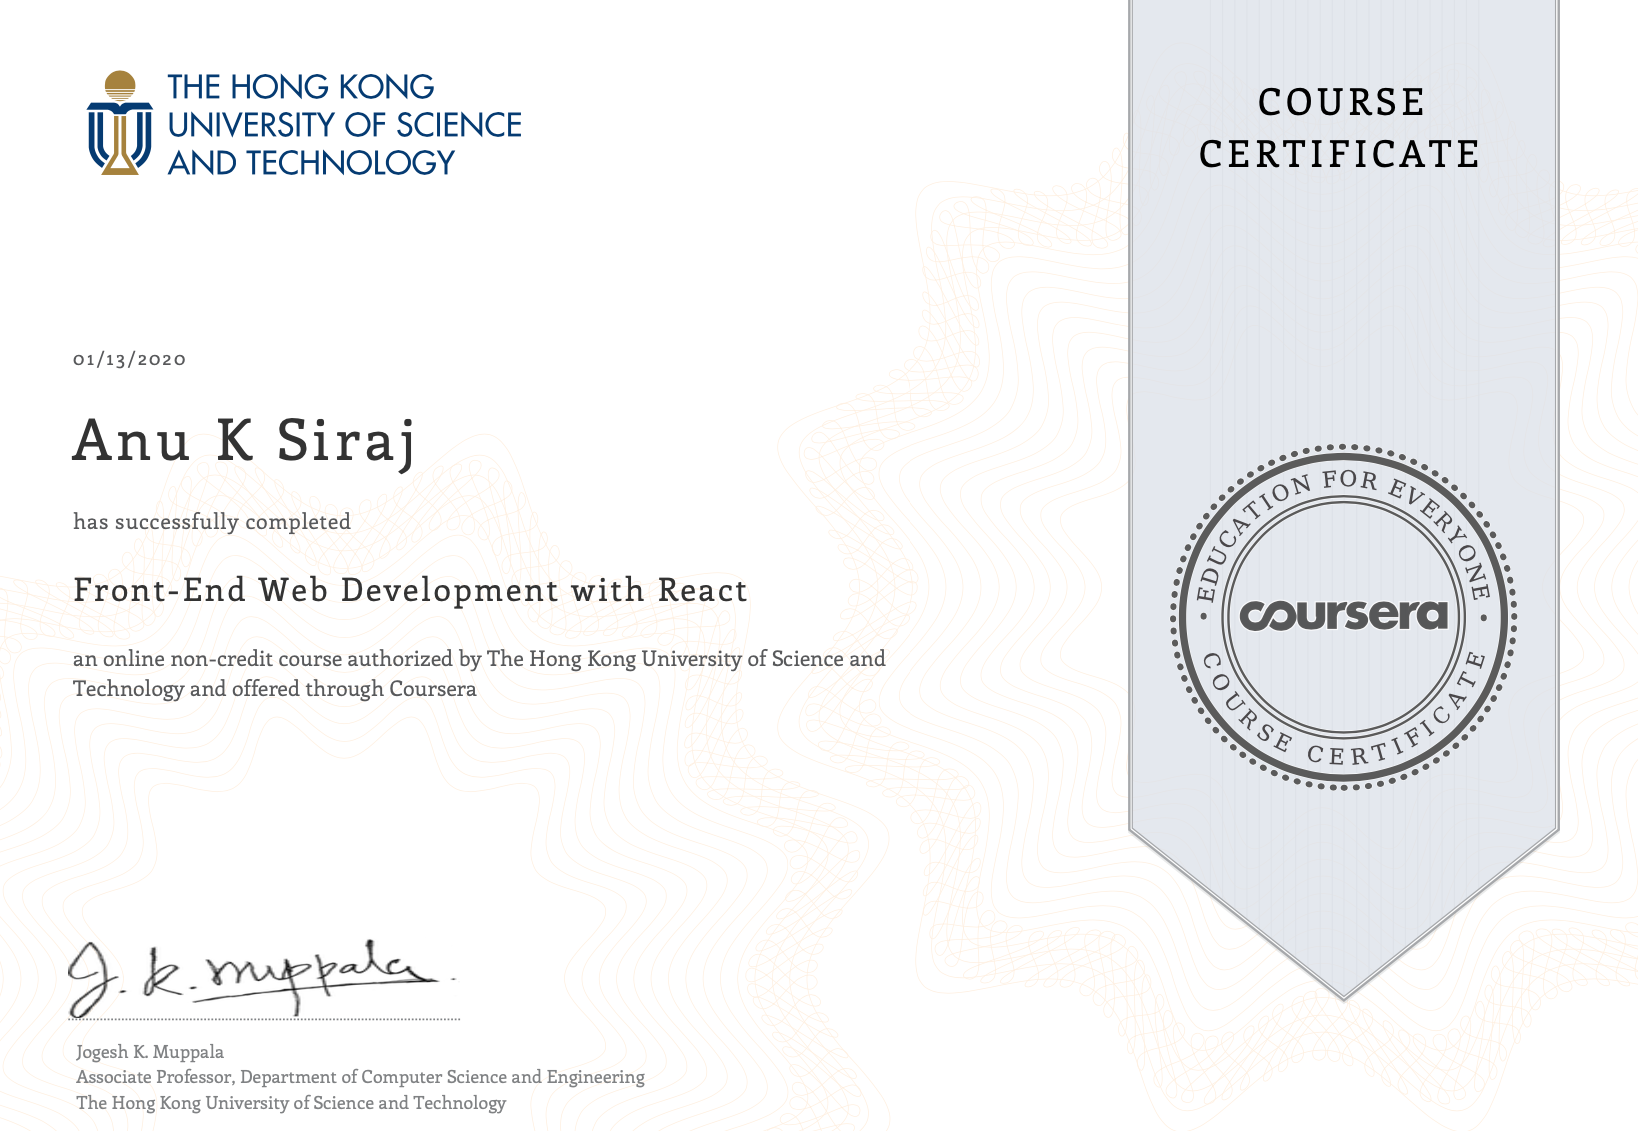 THE HONG KONG
UNIVERSITY OF SCIENCE
AND TECHNOLOGY
COURSE
CERTIFICATE
01/13/2020
Anu K Siraj
has successfully completed
Front-End Web Development with React
an online non-credit course authorized by The Hong Kong University of Science and
Technology and offered through Coursera
EDUCATION FOR EVERYONE
coursera
COURSE CERTIFICATE
J. K. Muppala
Jogesh K. Muppala
Associate Professor, Department of Computer Science and Engineering
The Hong Kong University of Science and Technology